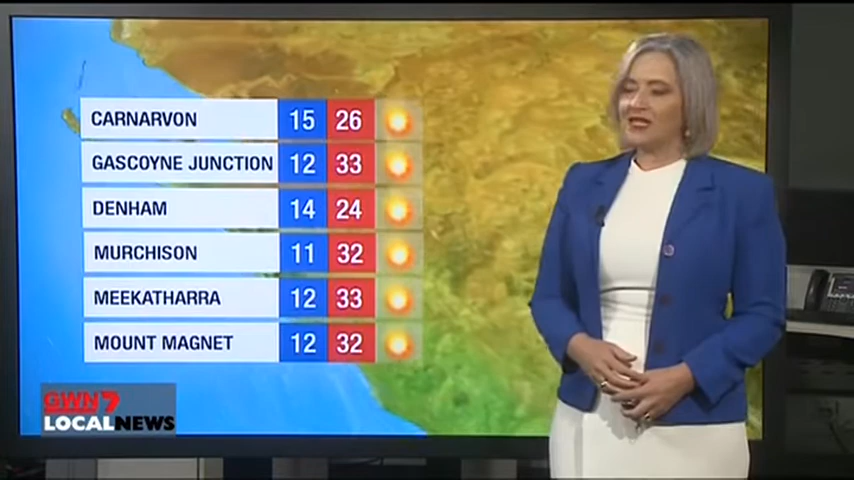 CARNARVON 15 26
GASCOYNE JUNCTION 12 33
DENHAM 14 24
MURCHISON 11 32
MEEKATHARRA 12 33
MOUNT MAGNET 12 32
GWN7
LOCALNEWS